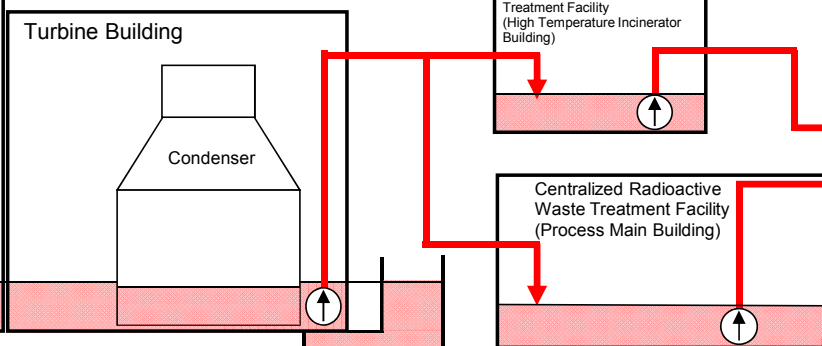 Turbine Building
Condenser
Treatment Facility
(High Temperature Incinerator
Building)
Centralized Radioactive
Waste Treatment Facility
(Process Main Building)